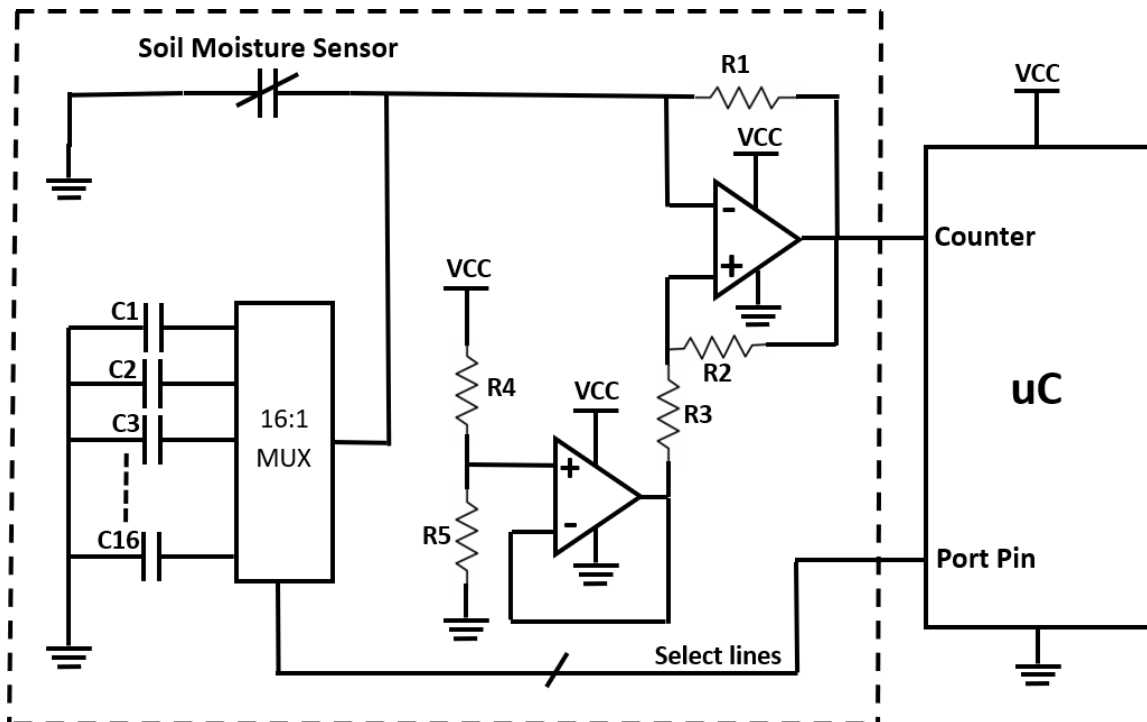 Soil Moisture Sensor
R1
VCC
VCC
-
Counter
+
VCC
C1
R2
C2
R4
VCC
R3
uC
C3
16:1
MUX
+
R5
-
C16
Port Pin
Select lines